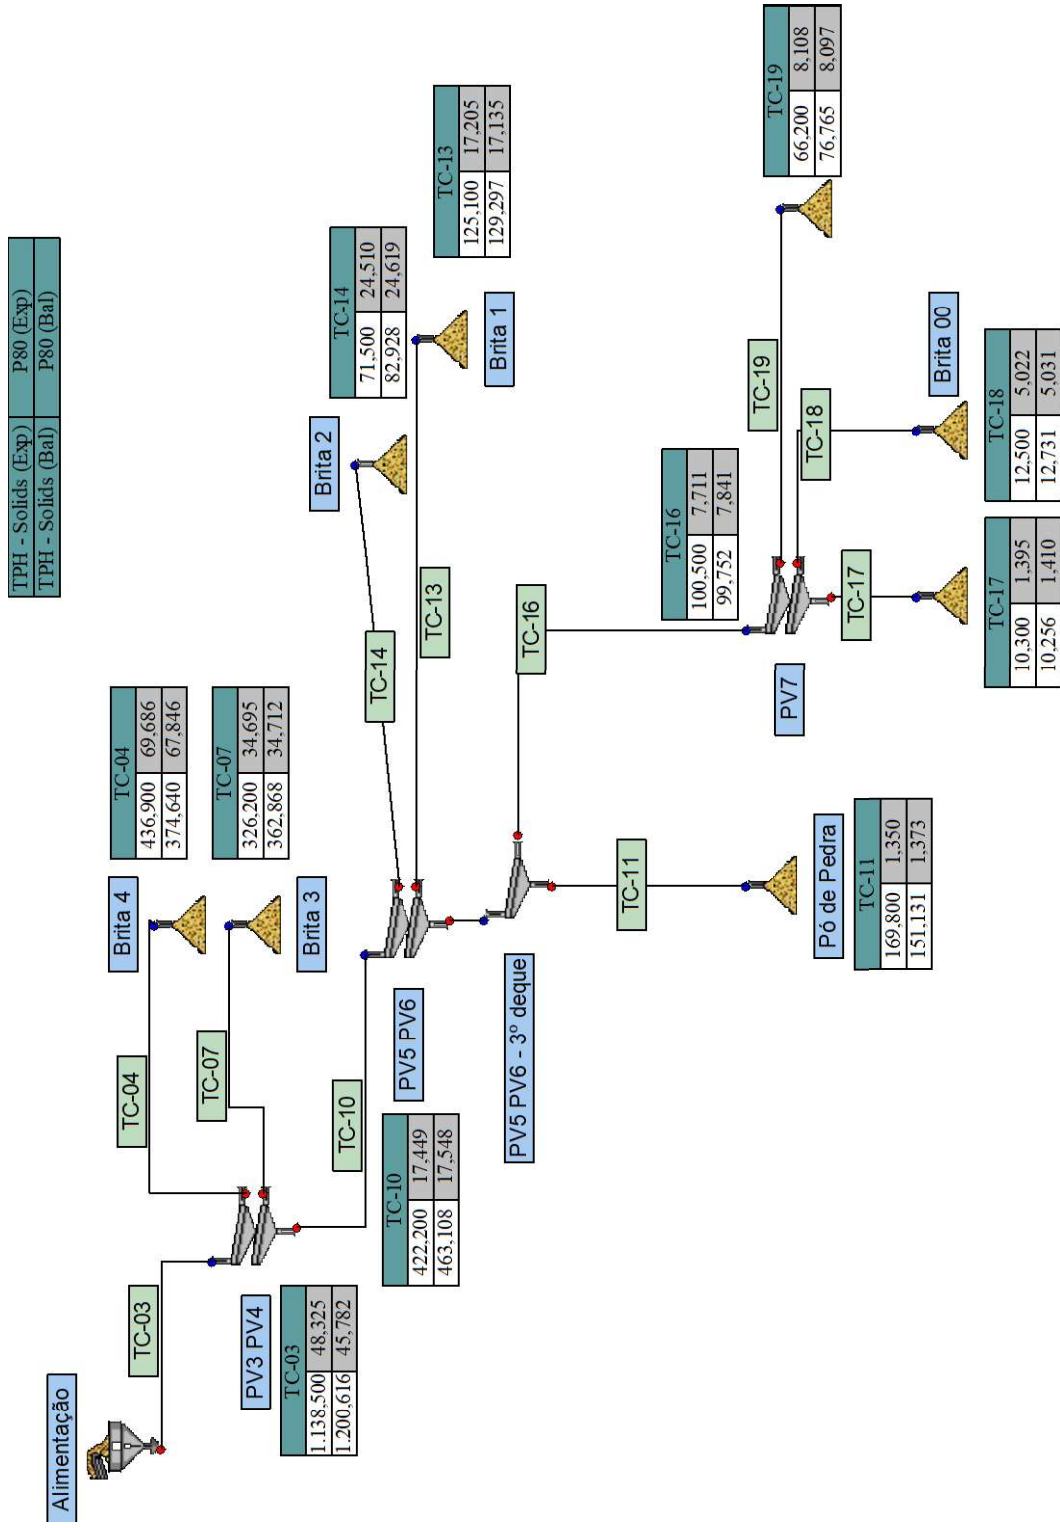 TPH - Solids (Exp) P80 (Exp)
TPH - Solids (Bal) P80 (Bal)
Alimentação
TC-03
PV3 PV4
TC-03
1.138,500 48,325
1.200,616 45,782
TC-04
Brita 4
TC-04
436,900 69,686
374,640 67,846
TC-07
Brita 3
TC-07
326,200 34,695
362,868 34,712
TC-10
TC-10
422,200 17,449
463,108 17,548
PV5 PV6
PV5 PV6 - 3º deque
TC-14
Brita 2
TC-14
71,500 24,510
82,928 24,619
TC-13
Brita 1
TC-13
125,100 17,205
129,297 17,135
TC-11
Pó de Pedra
TC-11
169,800 1,350
151,131 1,373
TC-16
TC-16
100,500 7,711
99,752 7,841
PV7
TC-17
TC-17
10,300 1,395
10,256 1,410
TC-18
Brita 00
TC-18
12,500 5,022
12,731 5,031
TC-19
TC-19
66,200 8,108
76,765 8,097